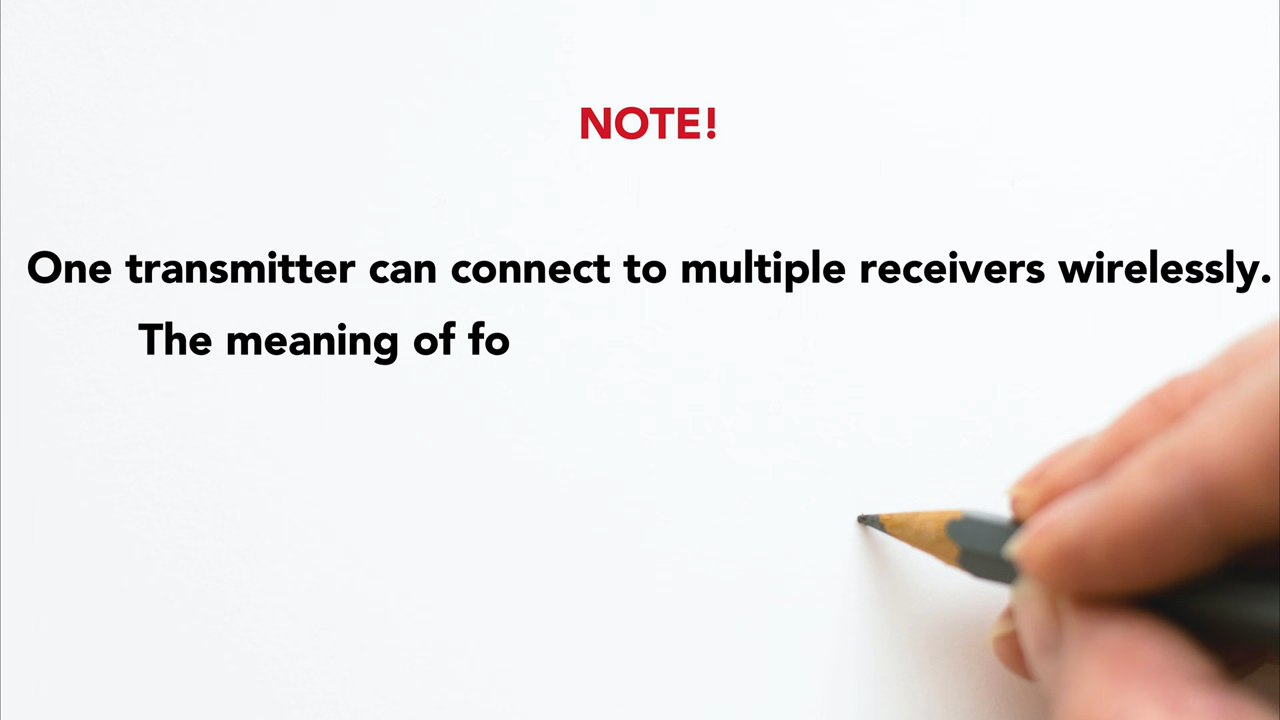 NOTE!
One transmitter can connect to multiple receivers wirelessly.
The meaning of fo